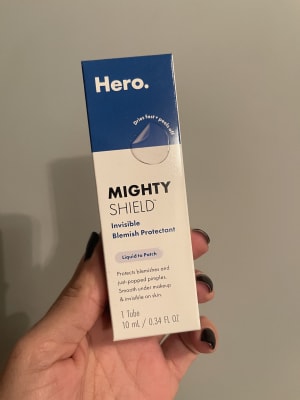 Hero.
Dries fast + peels off
MIGHTY
SHIELD™
Invisible
Blemish Protectant
Liquid to Patch
Protects blemishes and
just-popped pimples.
Smooth under makeup
& invisible on skin.
1 Tube
10 mL / 0.34 FL OZ